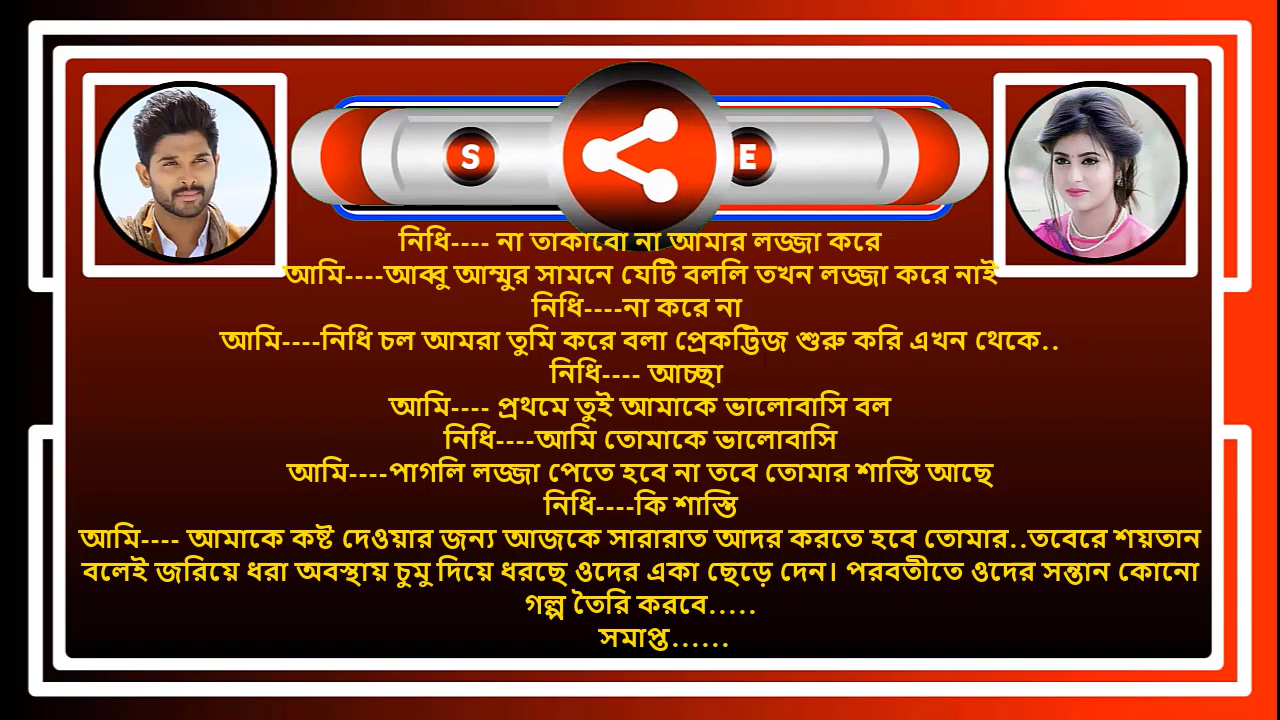 S E
নিধি---- না তাকাবো না আমার লজ্জা করে
আমি----আব্বু আম্মুর সামনে যেটি বললি তখন লজ্জা করে নাই
নিধি----না করে না
আমি----নিধি চল আমরা তুমি করে বলা প্রেকট্টিজ শুরু করি এখন থেকে..
নিধি---- আচ্ছা
আমি---- প্রথমে তুই আমাকে ভালোবাসি বল
নিধি----আমি তোমাকে ভালোবাসি
আমি----পাগলি লজ্জা পেতে হবে না তবে তোমার শাস্তি আছে
নিধি----কি শাস্তি
আমি---- আমাকে কষ্ট দেওয়ার জন্য আজকে সারারাত আদর করতে হবে তোমার..তবেরে শয়তান
বলেই জরিয়ে ধরা অবস্থায় চুমু দিয়ে ধরছে ওদের একা ছেড়ে দেন। পরবতীতে ওদের সন্তান কোনো
গল্প তৈরি করবে.....
সমাপ্ত......